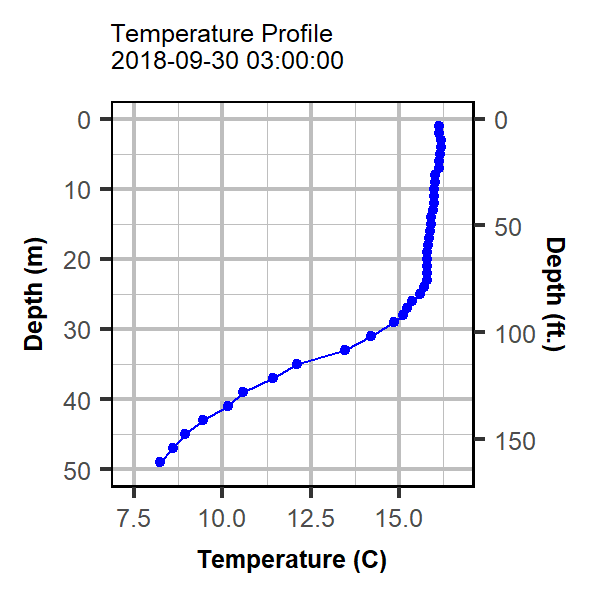 Temperature Profile
2018-09-30 03:00:00
0
10
20
30
40
50
Depth (m)
0
50
100
150
Depth (ft.)
7.5 10.0 12.5 15.0
Temperature (C)